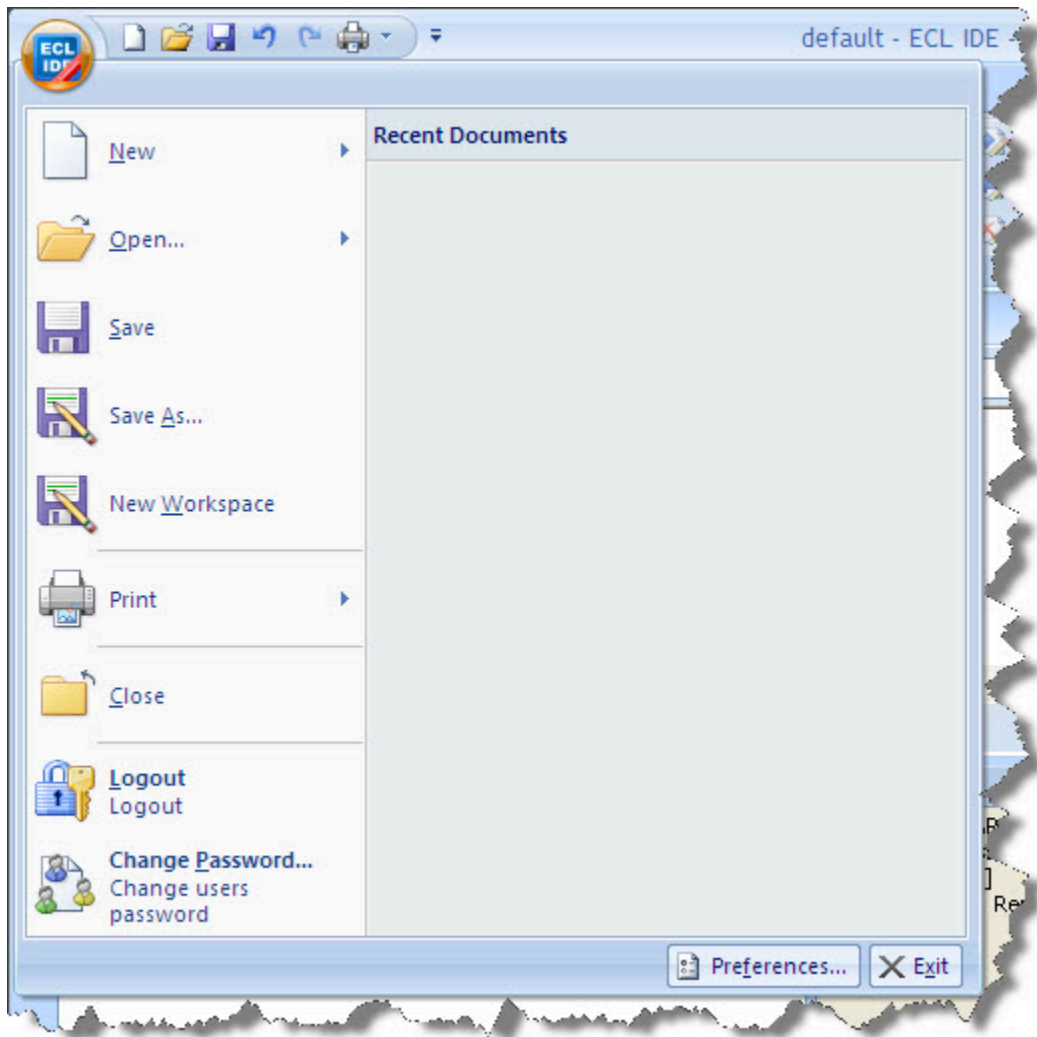 default - ECL IDE -
ECL
IDE
New
Recent Documents
Open...
Save
Save As...
New Workspace
Print
Close
Logout
Logout
Change Password...
Change users
password
Preferences...
Exit